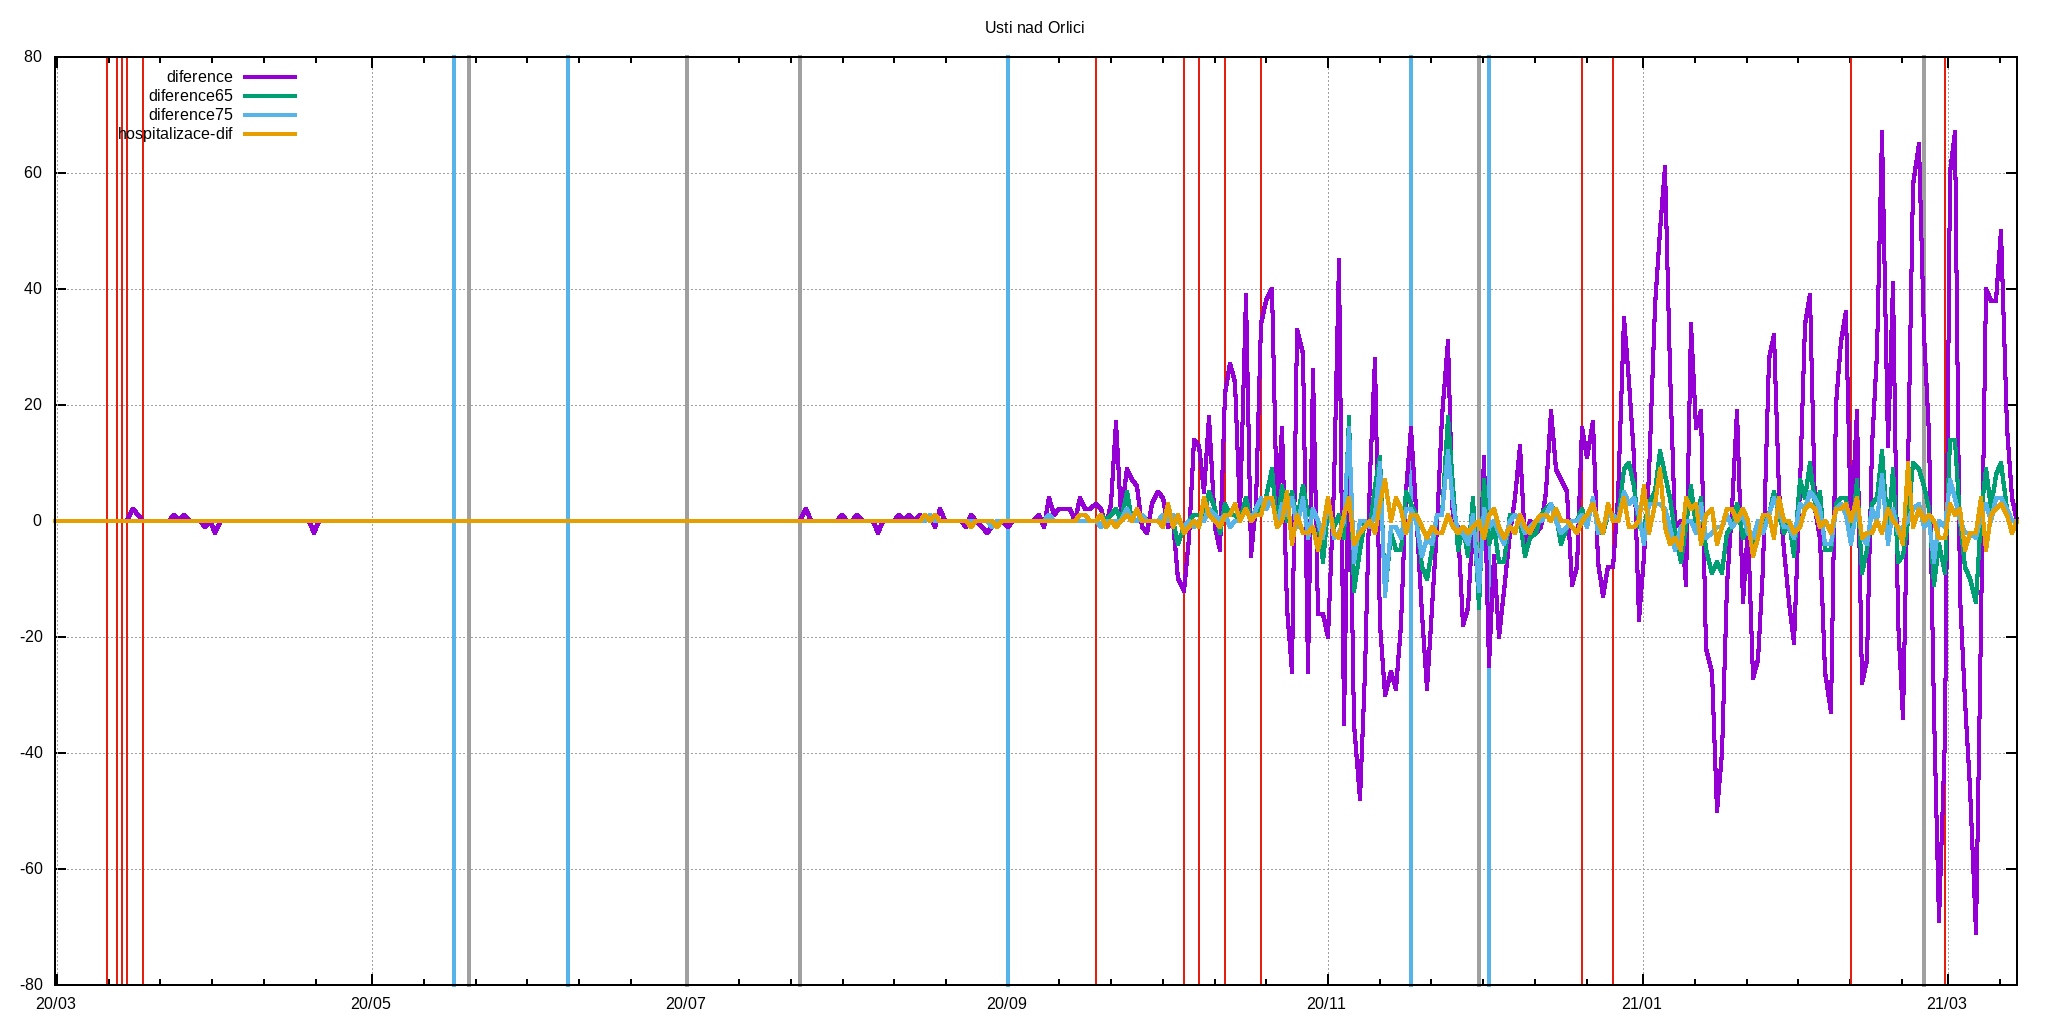 Usti nad Orlici
80
60
40
20
0
-20
-40
-60
-80
diference
diference65
diference75
hospitalizace-dif
20/03 20/05 20/07 20/09 20/11 21/01 21/03